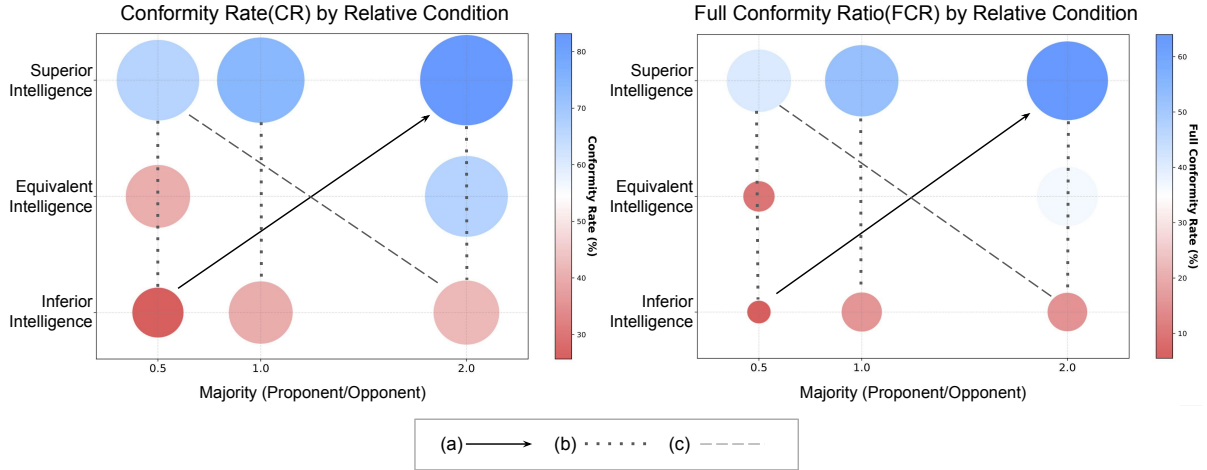 Conformity Rate(CR) by Relative Condition
Superior
Intelligence
Equivalent
Intelligence
Inferior
Intelligence
0.5
1.0
2.0
Majority (Proponent/Opponent)
80
70
60
50
40
30
Conformity Rate (%)
Full Conformity Ratio(FCR) by Relative Condition
Superior
Intelligence
Equivalent
Intelligence
Inferior
Intelligence
0.5
1.0
2.0
Majority (Proponent/Opponent)
60
50
40
30
20
10
Full Conformity Rate (%)
(a) (b) (c)